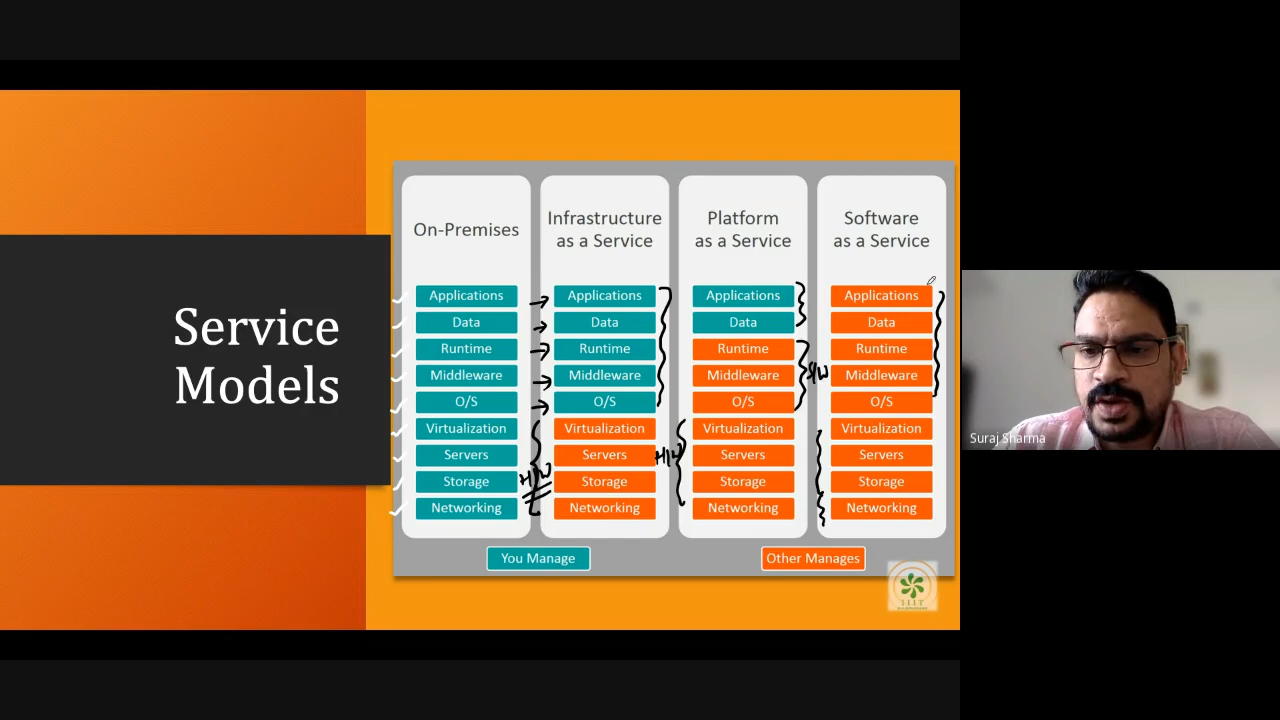 Service
Models
On-Premises
Applications
Data
Runtime
Middleware
O/S
Virtualization
Servers
Storage
Networking
H/W
Infrastructure
as a Service
Applications
Data
Runtime
Middleware
O/S
Virtualization
Servers
Storage
Networking
H/W
Platform
as a Service
Applications
Data
Runtime
Middleware
O/S
Virtualization
Servers
Storage
Networking
S/W
Software
as a Service
Applications
Data
Runtime
Middleware
O/S
Virtualization
Servers
Storage
Networking
You Manage
Other Manages
Suraj Sharma